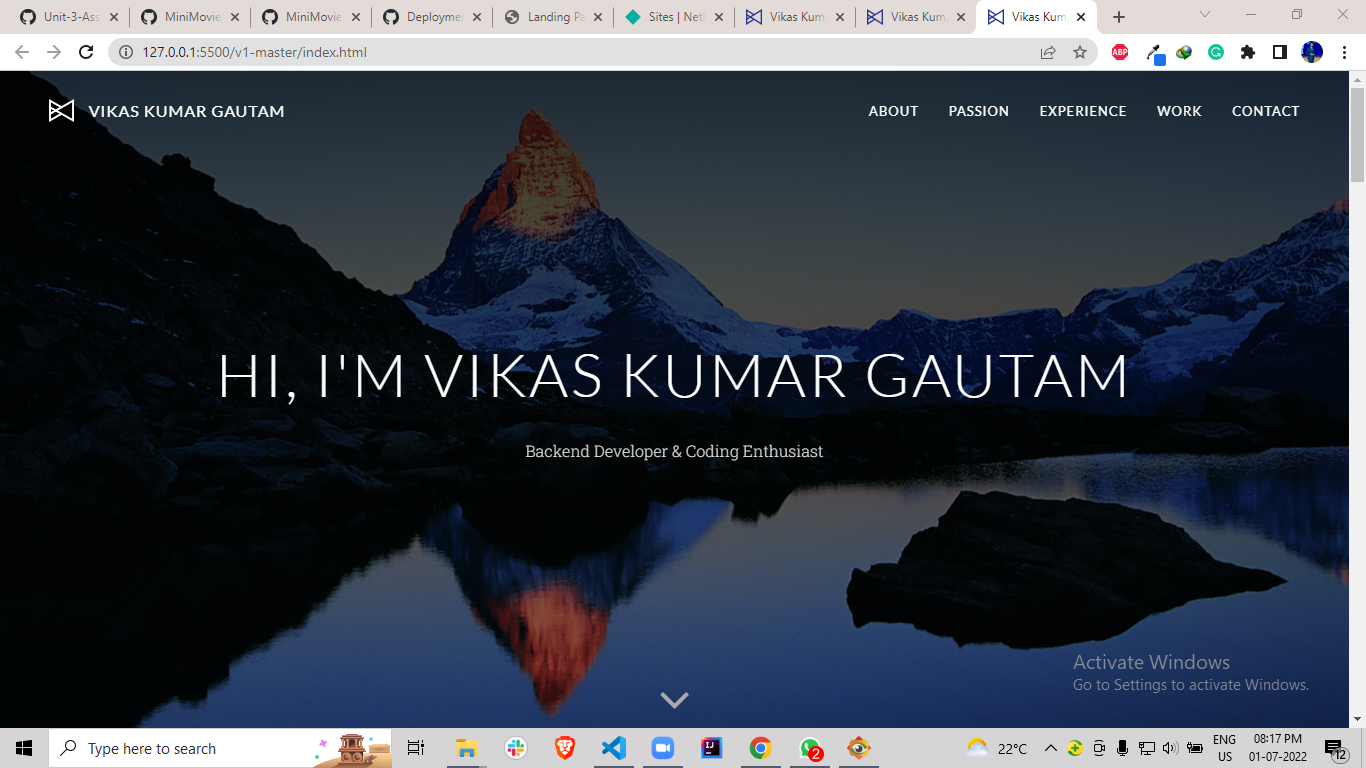 Unit-3-Ass
MiniMovie
MiniMovie
Deployme
Landing Pa
Sites | Netl
Vikas Kum
Vikas Kum
Vikas Kum
127.0.0.1:5500/v1-master/index.html
ABP
VIKAS KUMAR GAUTAM
ABOUT PASSION EXPERIENCE WORK CONTACT
HI, I'M VIKAS KUMAR GAUTAM
Backend Developer & Coding Enthusiast
Activate Windows
Go to Settings to activate Windows.
Type here to search
IJ
2
22°C
ENG
US
08:17 PM
01-07-2022
12